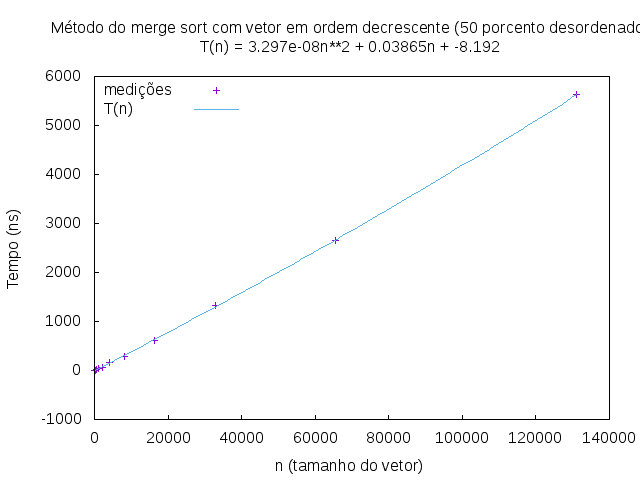 Método do merge sort com vetor em ordem decrescente (50 porcento desordenado
T(n) = 3.297e-08n**2 + 0.03865n + -8.192
6000
5000
4000
3000
2000
1000
0
-1000
medições
T(n)
Tempo (ns)
0 20000 40000 60000 80000 100000 120000 140000
n (tamanho do vetor)